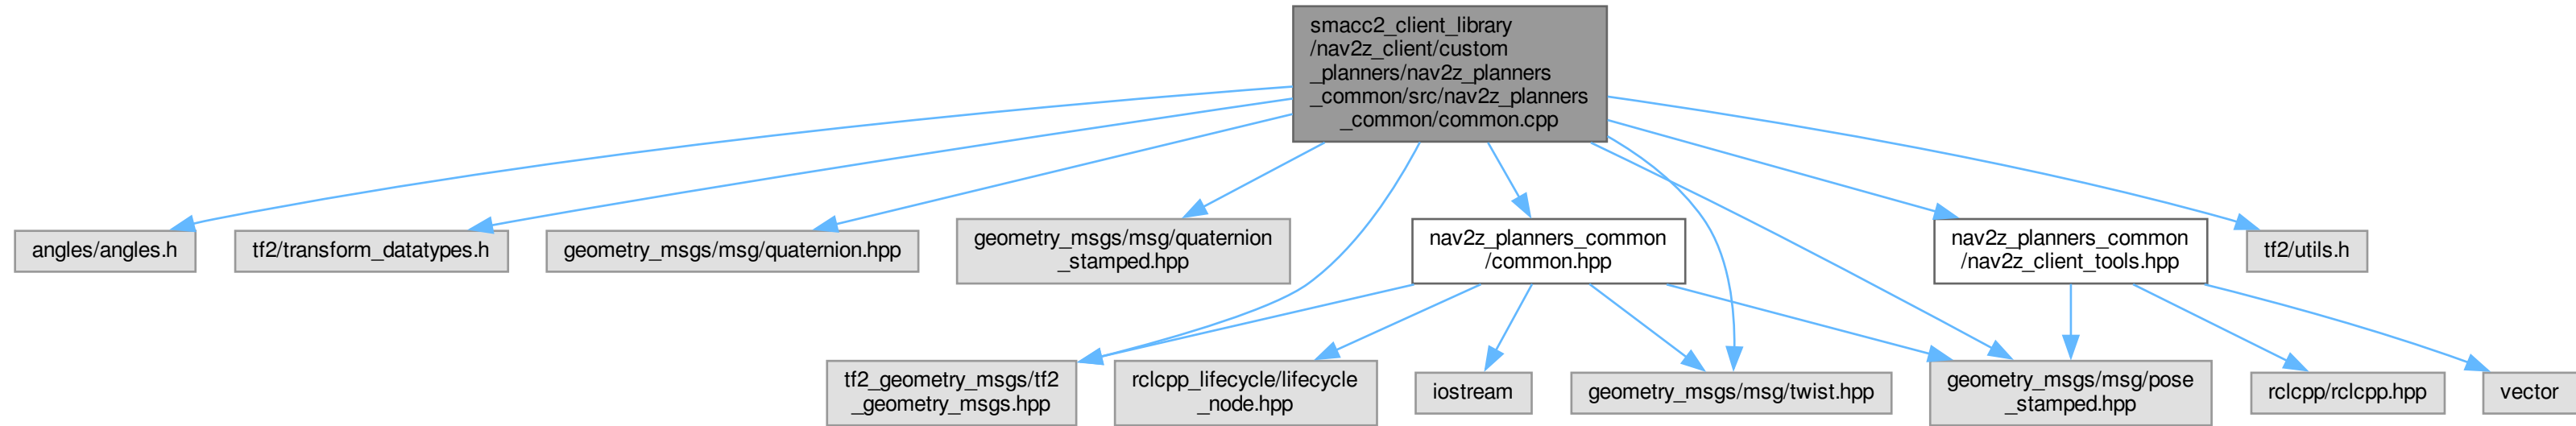 smacc2_client_library
/nav2z_client/custom
_planners/nav2z_planners
_common/src/nav2z_planners
_common/common.cpp
angles/angles.h
tf2/transform_datatypes.h
geometry_msgs/msg/quaternion.hpp
geometry_msgs/msg/quaternion
_stamped.hpp
nav2z_planners_common
/common.hpp
nav2z_planners_common
/nav2z_client_tools.hpp
tf2/utils.h
tf2_geometry_msgs/tf2
_geometry_msgs.hpp
rclcpp_lifecycle/lifecycle
_node.hpp
iostream
geometry_msgs/msg/twist.hpp
geometry_msgs/msg/pose
_stamped.hpp
rclcpp/rclcpp.hpp
vector